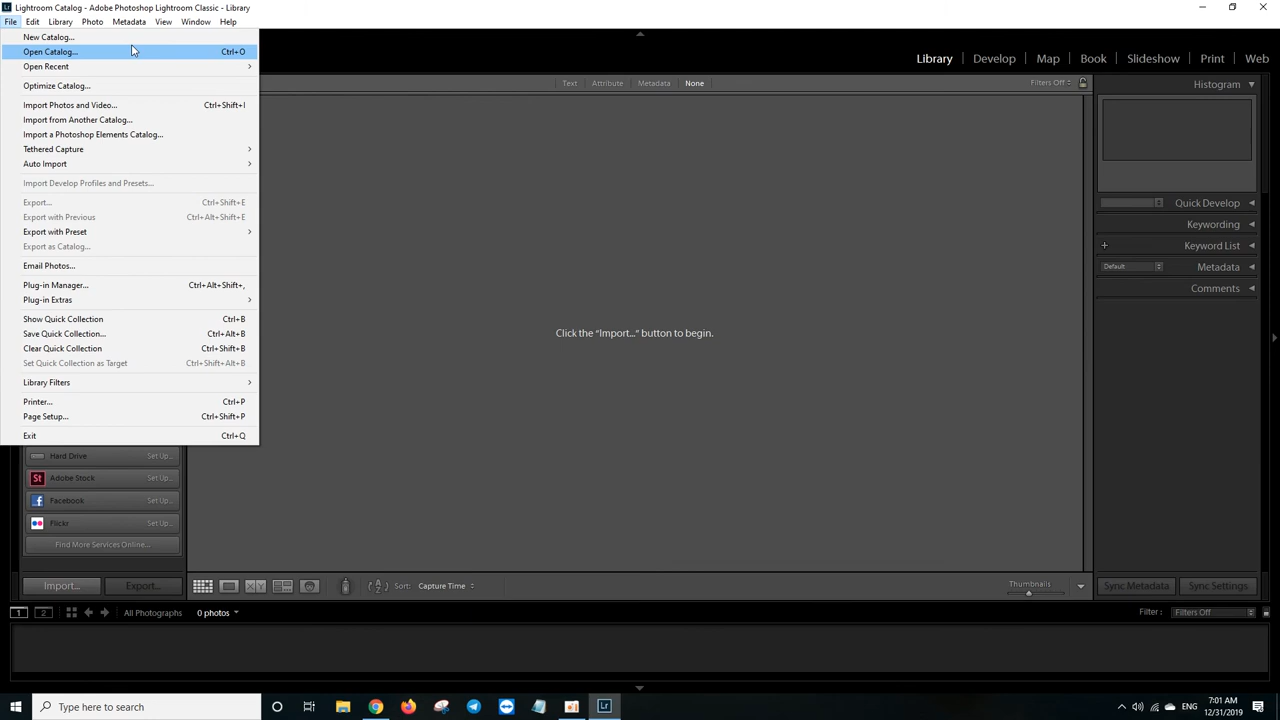 Lightroom Catalog - Adobe Photoshop Lightroom Classic - Library
File Edit Library Photo Metadata View Window Help
New Catalog...
Open Catalog... Ctrl+O
Open Recent
Optimize Catalog...
Import Photos and Video... Ctrl+Shift+I
Import from Another Catalog...
Import a Photoshop Elements Catalog...
Tethered Capture
Auto Import
Import Develop Profiles and Presets...
Export... Ctrl+Shift+E
Export with Previous Ctrl+Alt+Shift+E
Export with Preset
Export as Catalog...
Email Photos...
Plug-in Manager... Ctrl+Alt+Shift+,
Plug-in Extras
Show Quick Collection Ctrl+B
Save Quick Collection... Ctrl+Alt+B
Clear Quick Collection Ctrl+Shift+B
Set Quick Collection as Target Ctrl+Shift+Alt+B
Library Filters
Printer... Ctrl+P
Page Setup... Ctrl+Shift+P
Exit Ctrl+Q
Library Develop Map Book Slideshow Print Web
Text Attribute Metadata None Filters Off
Histogram
Quick Develop
Keywording
+ Keyword List
Default Metadata
Comments
Click the “Import...” button to begin.
Hard Drive Set Up...
St Adobe Stock Set Up...
Facebook Set Up...
Flickr Set Up...
Find More Services Online...
Import... Export... XY Sort: Capture Time Thumbnails Sync Metadata Sync Settings
1 2 All Photographs 0 photos Filter : Filters Off
Type here to search
Lr
ENG
7:01 AM
12/31/2019